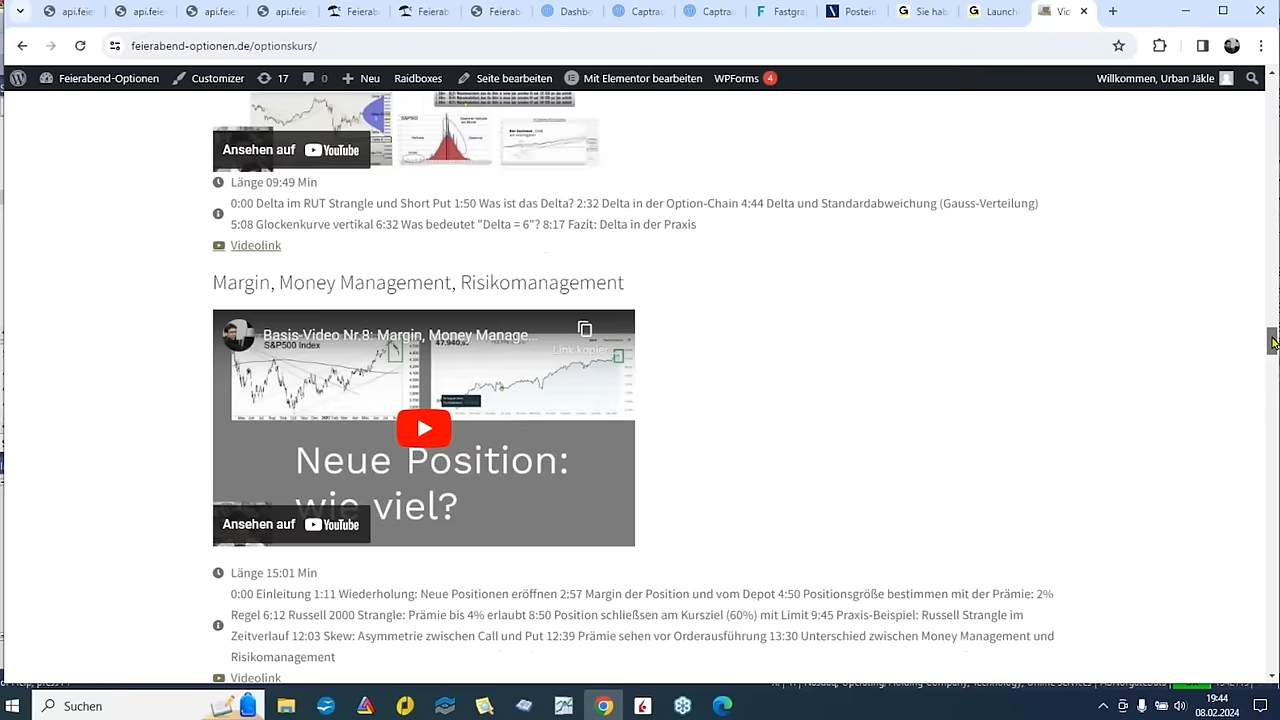 api.feie
api.feie
api.feie
api.feie
Feierab
Feierab
Feierab
Dashbo
Captra
Captra
Fastgra
Postein
Sie hab
Launch
Vid
feierabend-optionen.de/optionskurs/
Feierabend-Optionen Customizer 17 0 Neu Raidboxes Seite bearbeiten Mit Elementor bearbeiten WPForms 4 Willkommen, Urban Jäkle
S&P500
Ansehen auf YouTube
Länge 09:49 Min
0:00 Delta im RUT Strangle und Short Put 1:50 Was ist das Delta? 2:32 Delta in der Option-Chain 4:44 Delta und Standardabweichung (Gauss-Verteilung)
5:08 Glockenkurve vertikal 6:32 Was bedeutet "Delta = 6"? 8:17 Fazit: Delta in der Praxis
Videolink
Margin, Money Management, Risikomanagement
Basis-Video Nr.8: Margin, Money Manage...
Link kopie
S&P500 Index
Neue Position:
wie viel?
Ansehen auf YouTube
Länge 15:01 Min
0:00 Einleitung 1:11 Wiederholung: Neue Positionen eröffnen 2:57 Margin der Position und vom Depot 4:50 Positionsgröße bestimmen mit der Prämie: 2%
Regel 6:12 Russell 2000 Strangle: Prämie bis 4% erlaubt 8:50 Position schließsen am Kursziel (60%) mit Limit 9:45 Praxis-Beispiel: Russell Strangle im
Zeitverlauf 12:03 Skew: Asymmetrie zwischen Call und Put 12:39 Prämie sehen vor Orderausführung 13:30 Unterschied zwischen Money Management und
Risikomanagement
Videolink
Suchen
19:44
08.02.2024